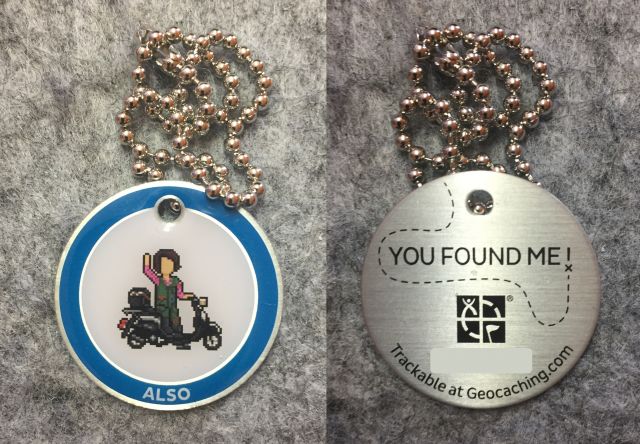 ALSO
YOU FOUND ME!
®
Trackable at Geocaching.com